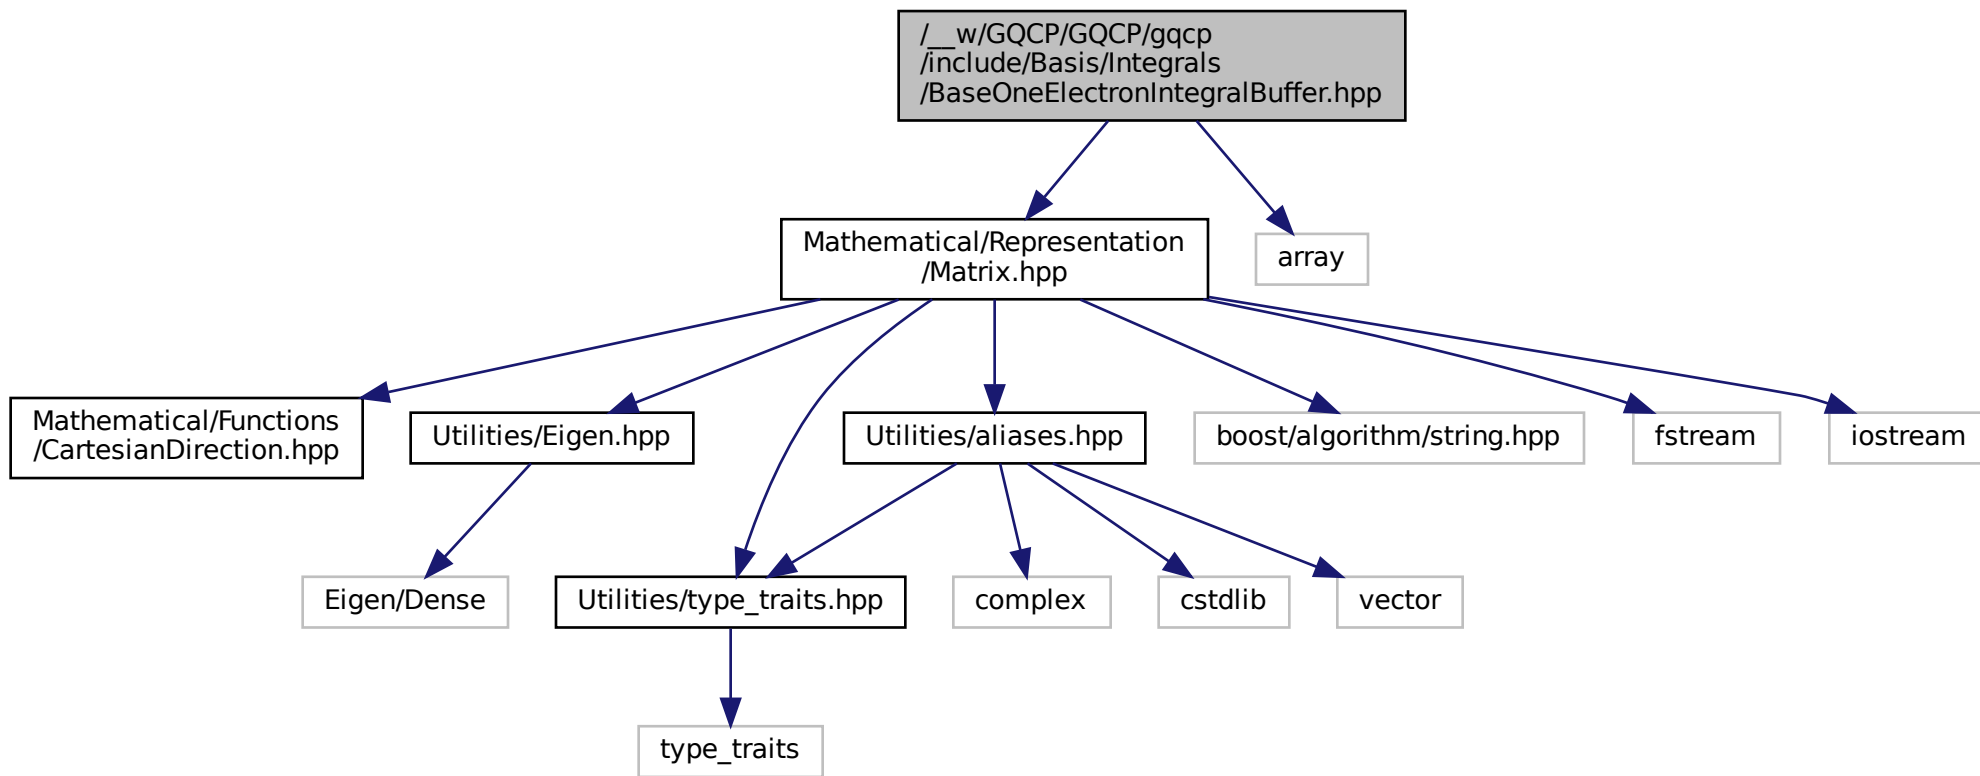 /__w/GQCP/GQCP/gqcp
/include/Basis/Integrals
/BaseOneElectronIntegralBuffer.hpp
Mathematical/Representation
/Matrix.hpp
array
Mathematical/Functions
/CartesianDirection.hpp
Utilities/Eigen.hpp
Utilities/aliases.hpp
boost/algorithm/string.hpp
fstream
iostream
Eigen/Dense
Utilities/type_traits.hpp
complex
cstdlib
vector
type_traits